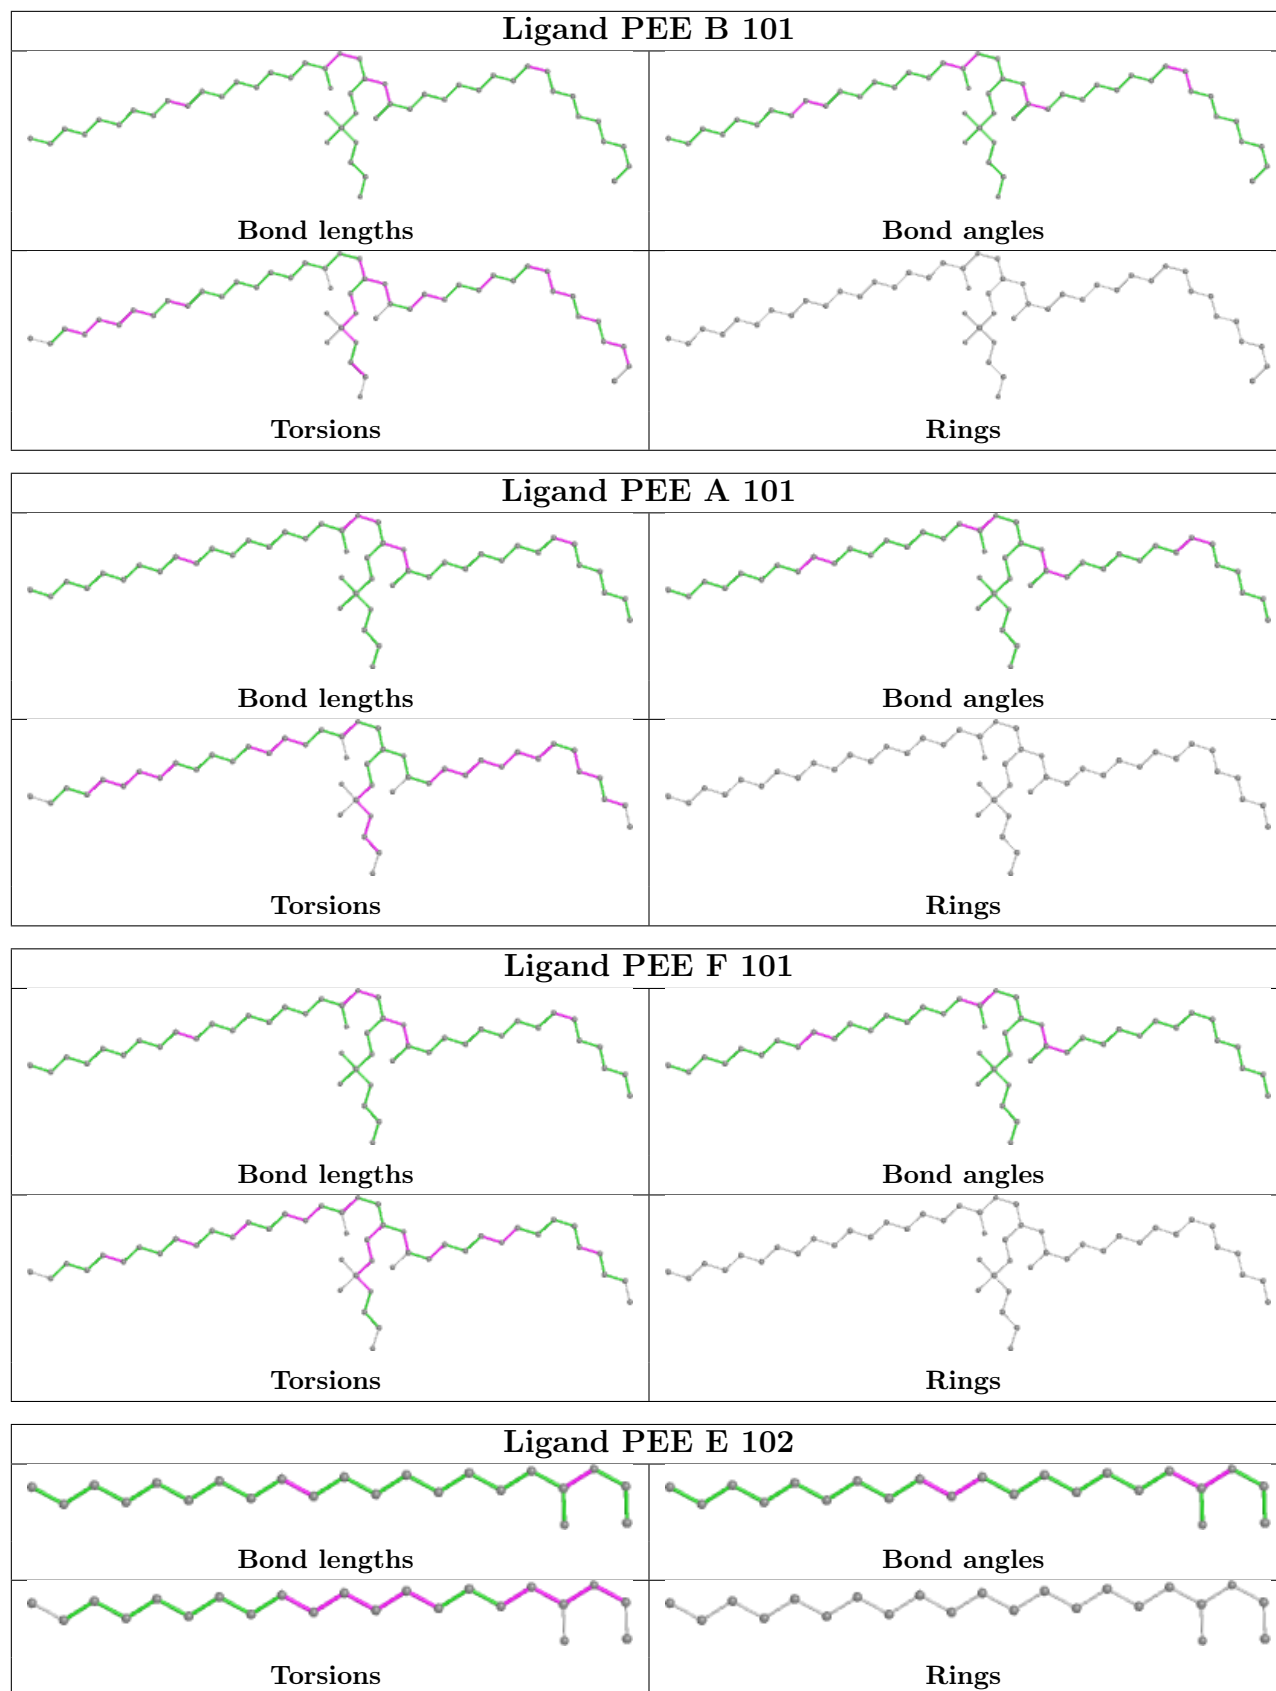 Ligand PEE B 101
Bond lengths
Bond angles
Torsions
Rings
Ligand PEE A 101
Bond lengths
Bond angles
Torsions
Rings
Ligand PEE F 101
Bond lengths
Bond angles
Torsions
Rings
Ligand PEE E 102
Bond lengths
Bond angles
Torsions
Rings